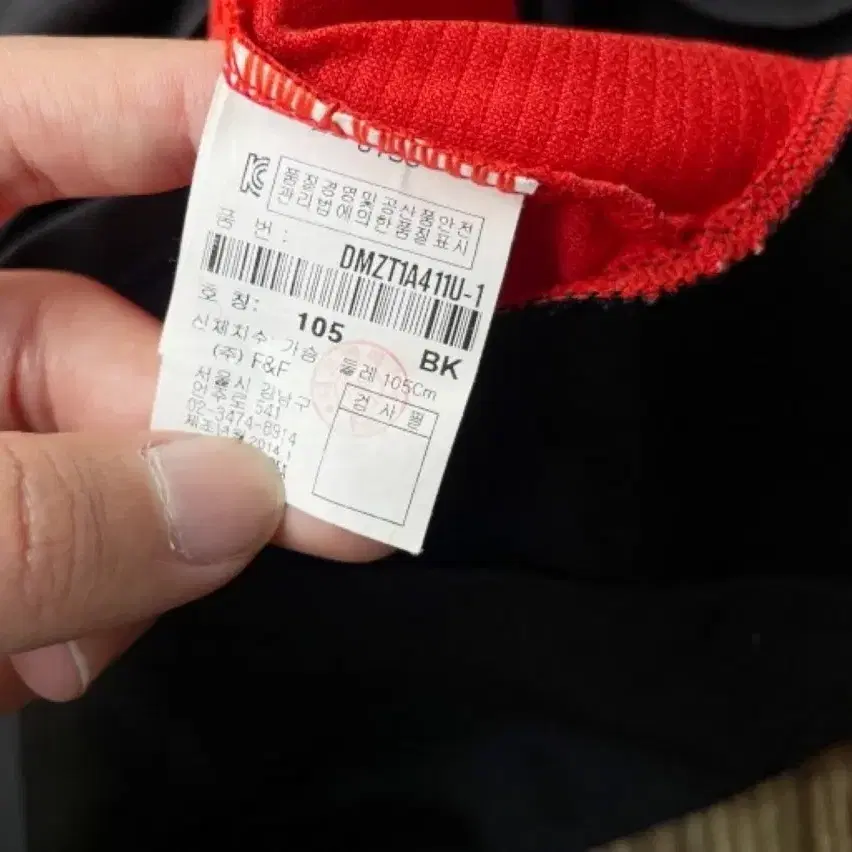 품질경영 및
공산품안전
관리법에 의한
품질표시
품 번 :
DMZT1A411U-1
호 칭: 105
BK
신체치수: 가슴둘레 105Cm
(주) F&F
서울시 강남구
언주로 541
02-3474-8914
2014.1
검 사 필